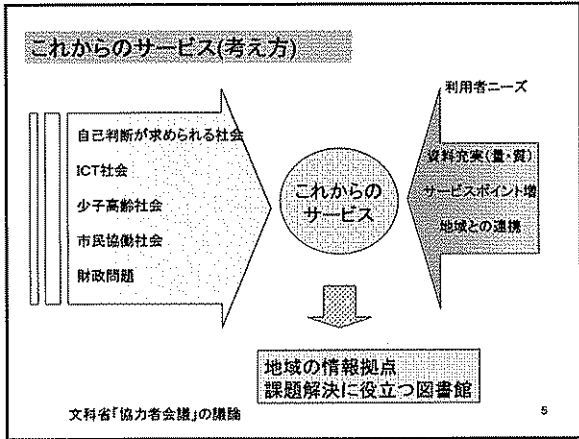 これからのサービス(考え方)
自己判断が求められる社会
ICT社会
少子高齢社会
市民協働社会
財政問題
これからの
サービス
利用者ニーズ
資料充実(量・質)
サービスポイント増
地域との連携
地域の情報拠点
課題解決に役立つ図書館
文科省「協力者会議」の議論
5